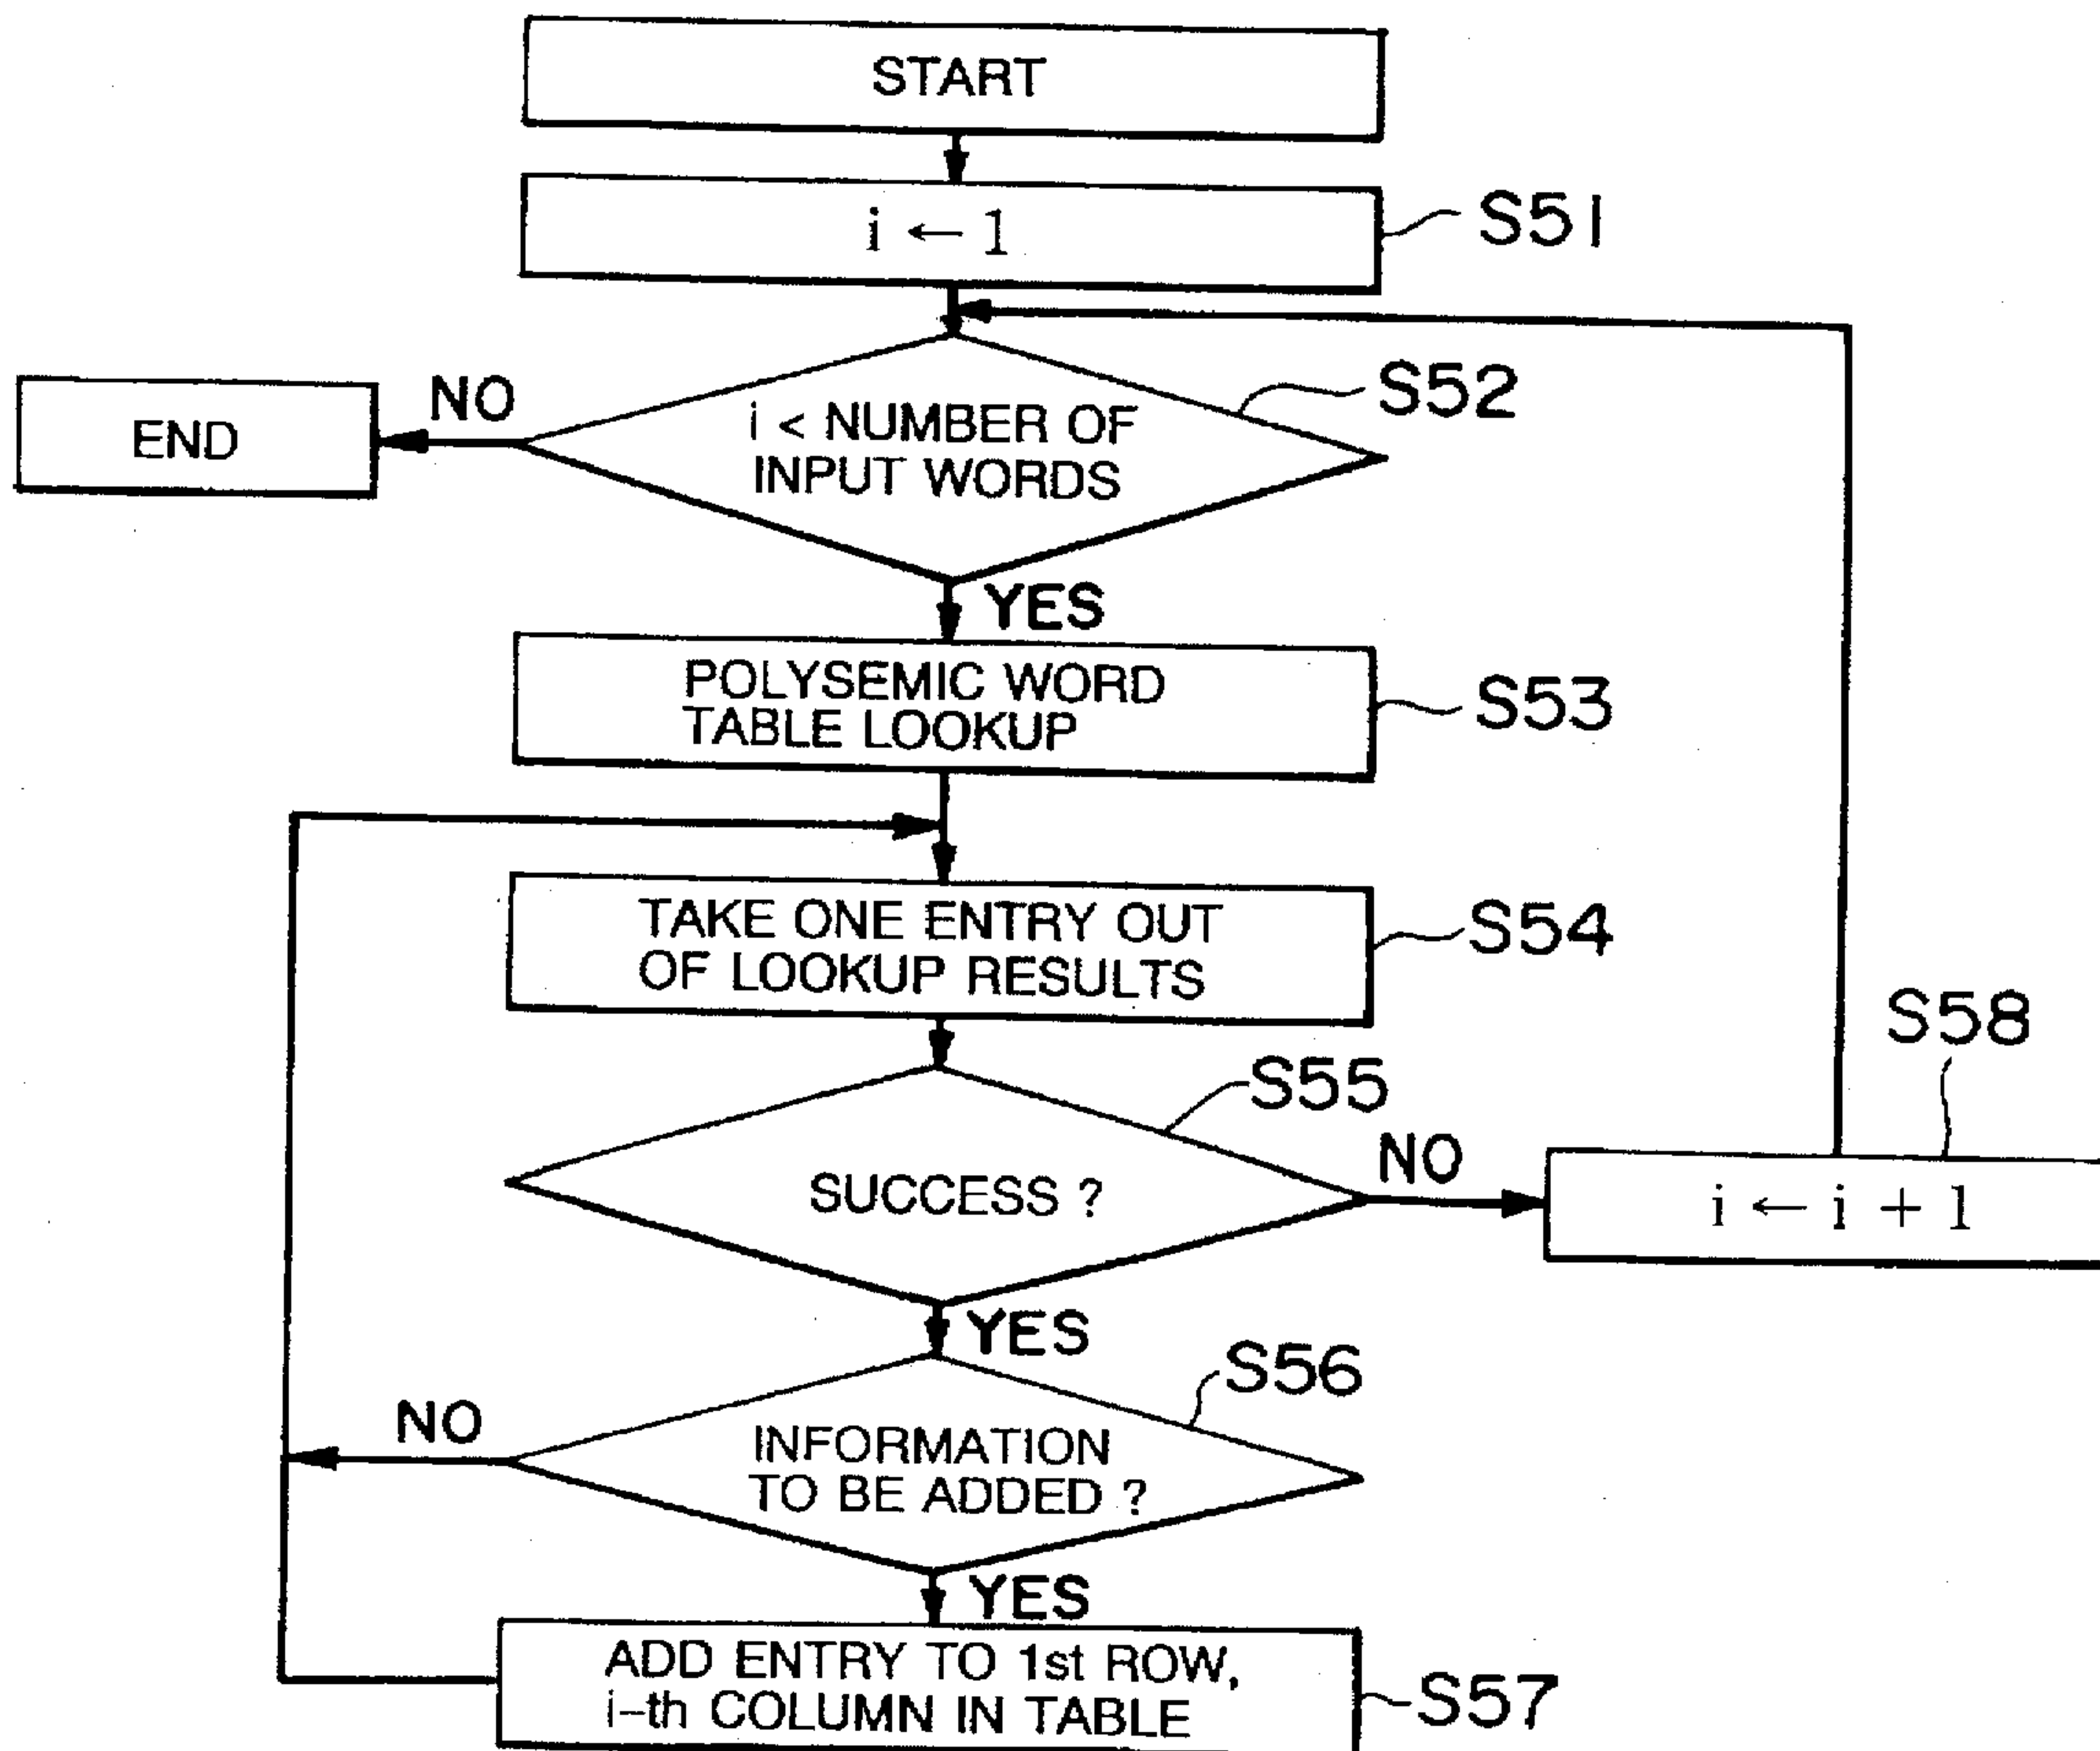 START
i ← 1
S51
S52
NO
END
i < NUMBER OF
INPUT WORDS
YES
POLYSEMIC WORD
TABLE LOOKUP
S53
TAKE ONE ENTRY OUT
OF LOOKUP RESULTS
S54
S58
S55
NO
SUCCESS ?
i ← i + 1
YES
S56
NO
INFORMATION
TO BE ADDED ?
YES
ADD ENTRY TO 1st ROW,
i-th COLUMN IN TABLE
S57